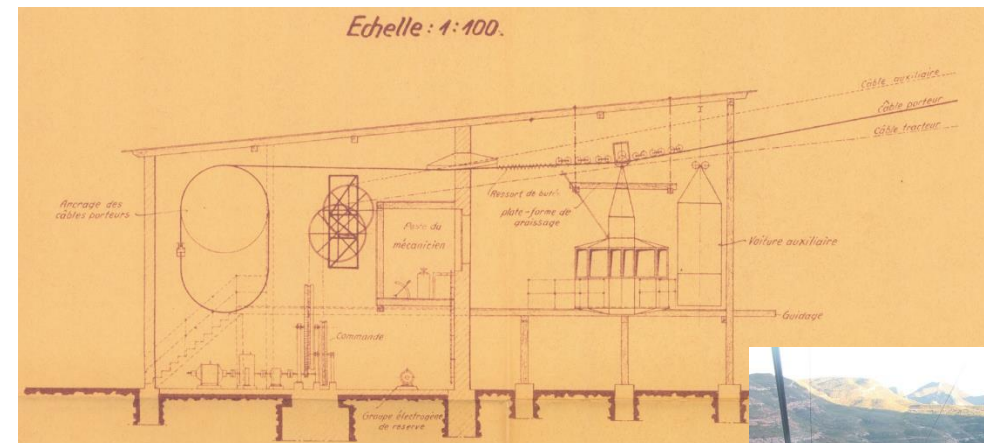 Echelle : 1:100.
Câble auxiliaire
Câble porteur
Câble tracteur
Ancrage des
câbles porteurs
Ressort de butée
plate-forme de
graissage
Poste du
mécanicien
Voiture auxiliaire
Guidage
Commande
Groupe électrogène
de reserve